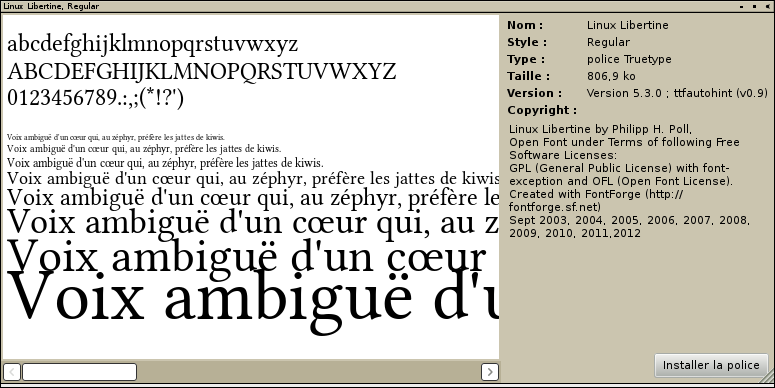 Linux Libertine, Regular
abcdefghijklmnopqrstuvwxyz
ABCDEFGHIJKLMNOPQRSTUVWXYZ
0123456789.:,;(*!?')
Voix ambiguë d'un cœur qui, au zéphyr, préfère les jattes de kiwis.
Voix ambiguë d'un cœur qui, au zéphyr, préfère les jattes de kiwis.
Voix ambiguë d'un cœur qui, au zéphyr, préfère les jattes de kiwis.
Voix ambiguë d'un cœur qui, au zéphyr, préfère les jattes de kiwis
Voix ambiguë d'un cœur qui, au zéphyr, préfère le
Voix ambiguë d'un cœur qui, au z
Voix ambiguë d'un cœur
Voix ambiguë d'u
Nom : Linux Libertine
Style : Regular
Type : police Truetype
Taille : 806,9 ko
Version : Version 5.3.0 ; ttfautohint (v0.9)
Copyright :
Linux Libertine by Philipp H. Poll,
Open Font under Terms of following Free
Software Licenses:
GPL (General Public License) with font-
exception and OFL (Open Font License).
Created with FontForge (http://
fontforge.sf.net)
Sept 2003, 2004, 2005, 2006, 2007, 2008,
2009, 2010, 2011,2012
Installer la police